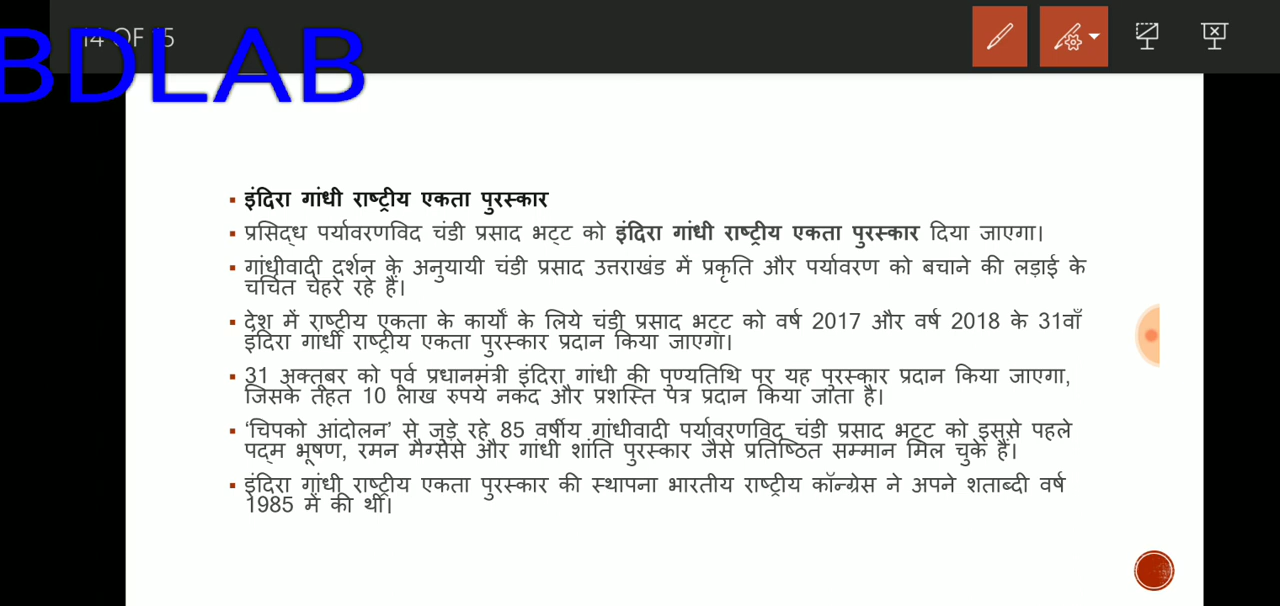 14 OF 15
BDLAB
इंदिरा गांधी राष्ट्रीय एकता पुरस्कार
प्रसिद्ध पर्यावरणविद चंडी प्रसाद भट्ट को इंदिरा गांधी राष्ट्रीय एकता पुरस्कार दिया जाएगा।
गांधीवादी दर्शन के अनुयायी चंडी प्रसाद उत्तराखंड में प्रकृति और पर्यावरण को बचाने की लड़ाई के
चर्चित चेहरे रहे हैं।
देश में राष्ट्रीय एकता के कार्यों के लिये चंडी प्रसाद भट्ट को वर्ष 2017 और वर्ष 2018 के 31वाँ
इंदिरा गांधी राष्ट्रीय एकता पुरस्कार प्रदान किया जाएगा।
31 अक्तूबर को पूर्व प्रधानमंत्री इंदिरा गांधी की पुण्यतिथि पर यह पुरस्कार प्रदान किया जाएगा,
जिसके तहत 10 लाख रुपये नकद और प्रशस्ति पत्र प्रदान किया जाता है।
‘चिपको आंदोलन’ से जुड़े रहे 85 वर्षीय गांधीवादी पर्यावरणविद चंडी प्रसाद भट्ट को इससे पहले
पद्म भूषण, रमन मैग्सेसे और गांधी शांति पुरस्कार जैसे प्रतिष्ठित सम्मान मिल चुके हैं।
इंदिरा गांधी राष्ट्रीय एकता पुरस्कार की स्थापना भारतीय राष्ट्रीय कॉन्ग्रेस ने अपने शताब्दी वर्ष
1985 में की थी।